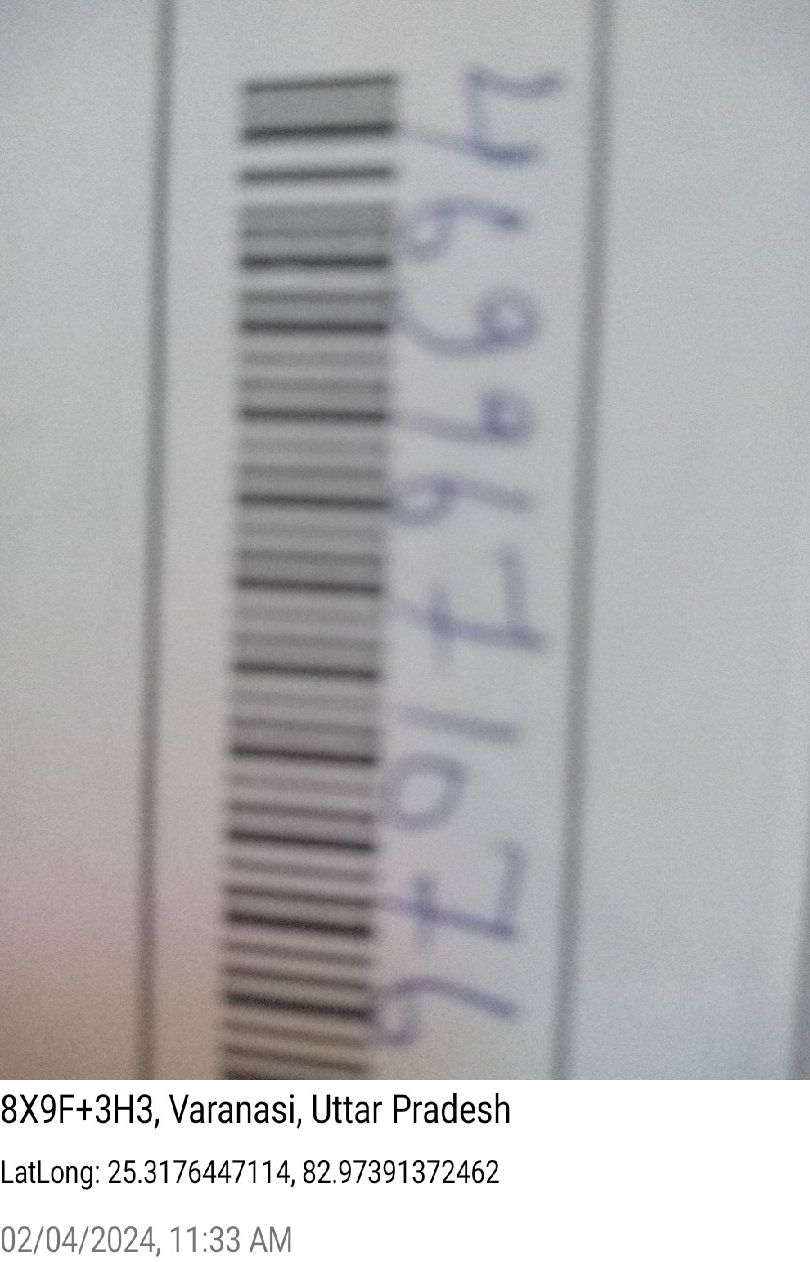 4699671076
8X9F+3H3, Varanasi, Uttar Pradesh
LatLong: 25.3176447114, 82.97391372462
02/04/2024, 11:33 AM